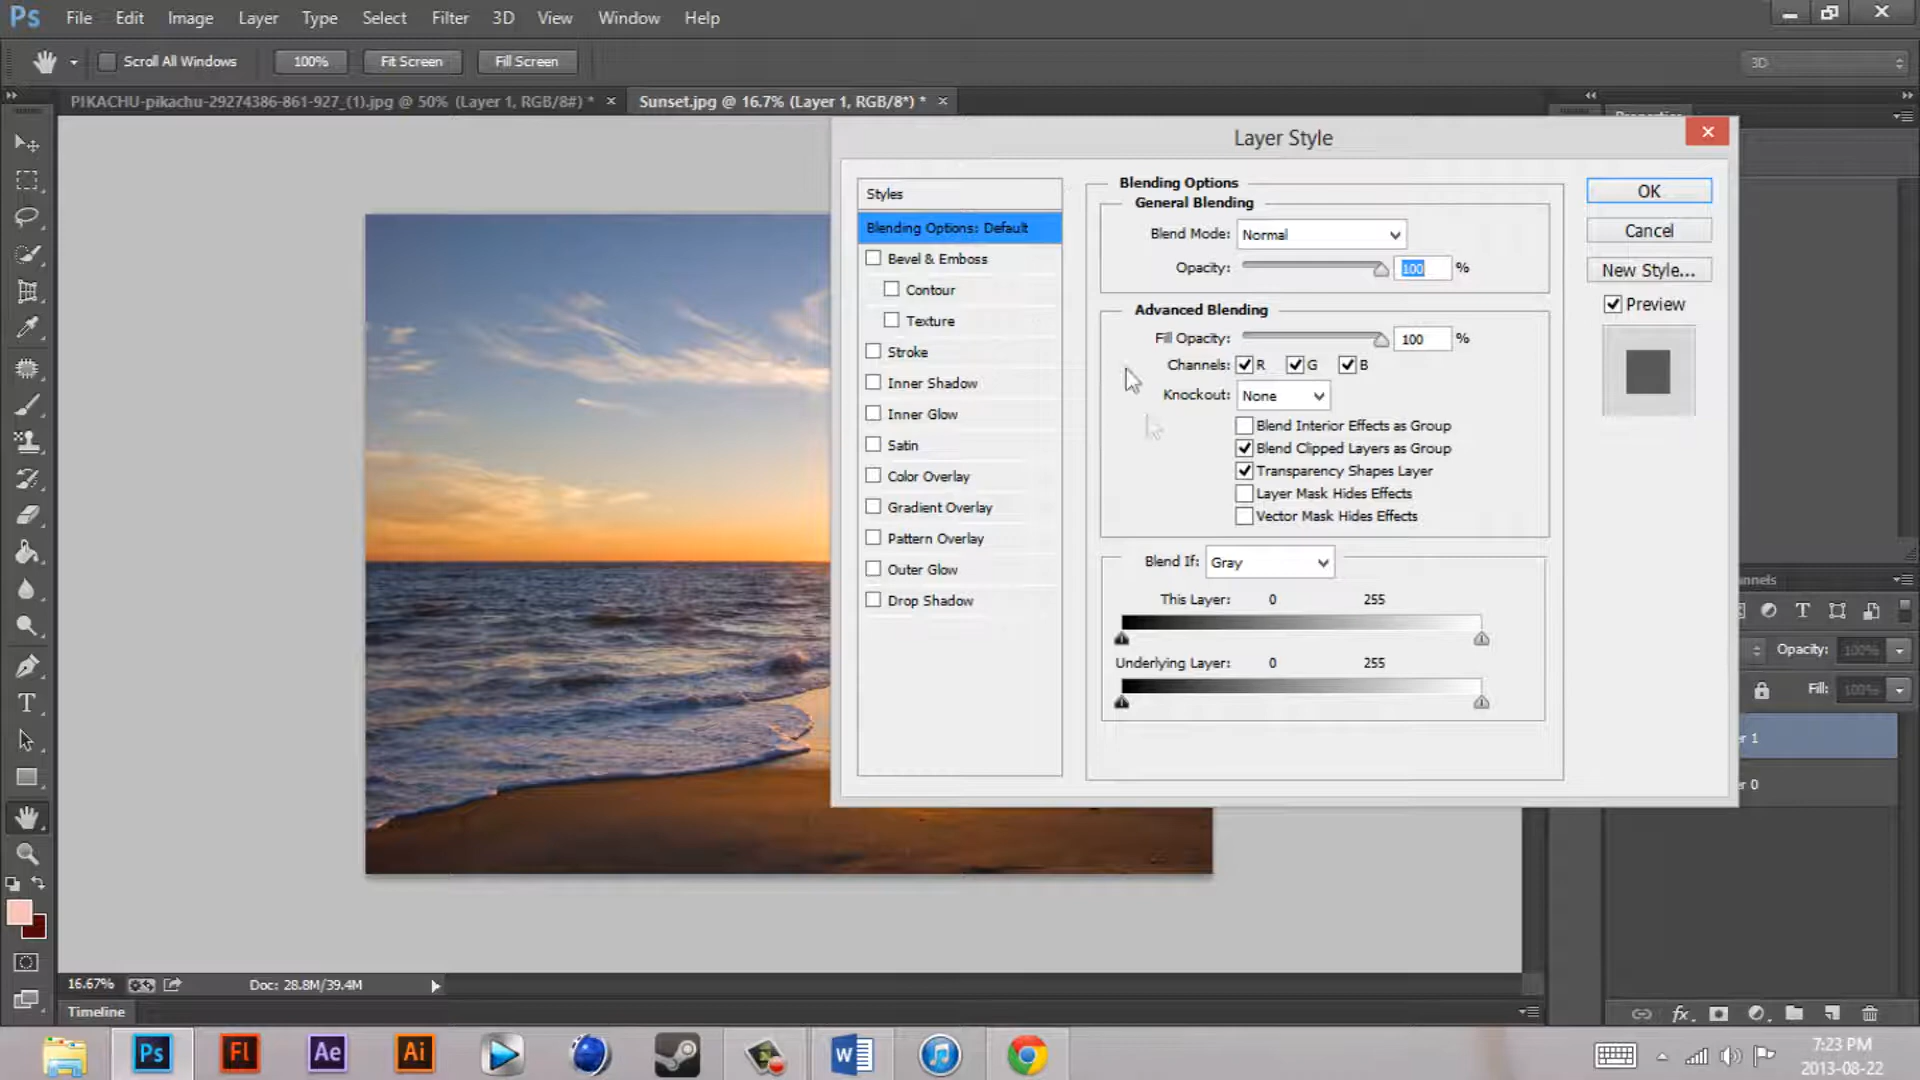 Ps File Edit Image Layer Type Select Filter 3D View Window Help
Scroll All Windows 100% Fit Screen Fill Screen 3D
PIKACHU-pikachu-29274386-861-927_(1).jpg @ 50% (Layer 1, RGB/8#) * × Sunset.jpg @ 16.7% (Layer 1, RGB/8*) * ×
Layer Style
Styles
Blending Options: Default
Bevel & Emboss
Contour
Texture
Stroke
Inner Shadow
Inner Glow
Satin
Color Overlay
Gradient Overlay
Pattern Overlay
Outer Glow
Drop Shadow
Blending Options
General Blending
Blend Mode: Normal
Opacity: 100 %
Advanced Blending
Fill Opacity: 100 %
Channels: R G B
Knockout: None
Blend Interior Effects as Group
Blend Clipped Layers as Group
Transparency Shapes Layer
Layer Mask Hides Effects
Vector Mask Hides Effects
Blend If: Gray
This Layer: 0 255
Underlying Layer: 0 255
OK
Cancel
New Style...
Preview
Opacity: 100%
Fill: 100%
er 1
er 0
16.67% Doc: 28.8M/39.4M
Timeline
Ps Fl Ae Ai W
7:23 PM
2013-08-22